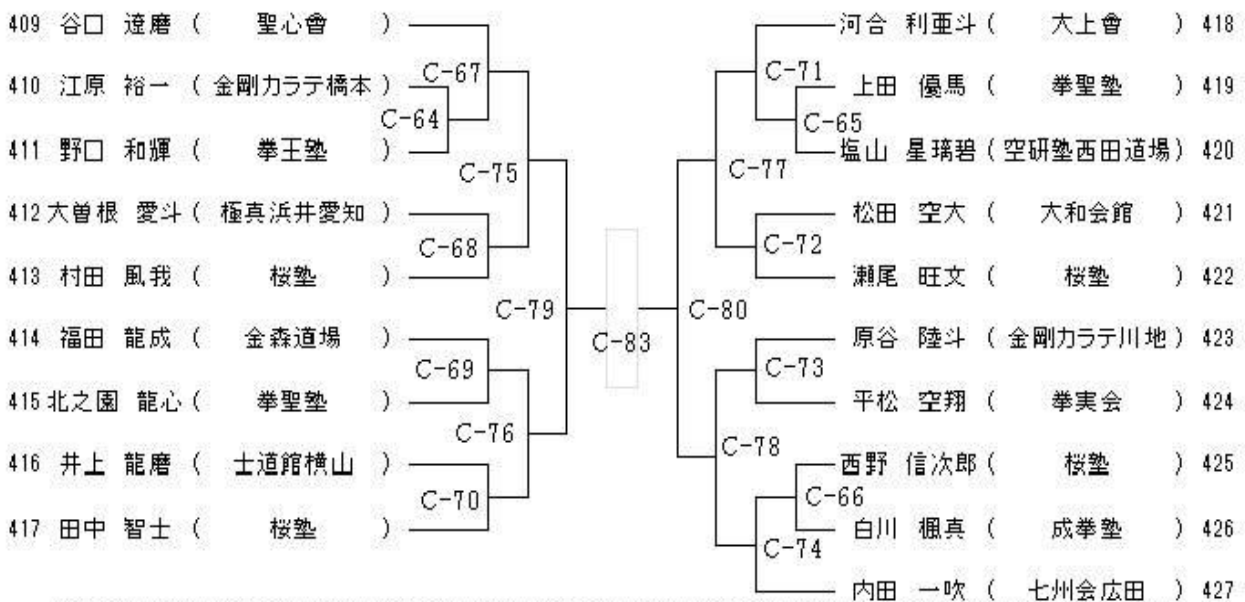 409 谷口 遼磨 ( 聖心會 )
C-67
410 江原 裕一 ( 金剛カラテ橋本 )
C-64
411 野口 和輝 ( 拳王塾 )
C-75
412 大曽根 愛斗 ( 極真浜井愛知 )
C-68
413 村田 風我 ( 桜塾 )
C-79
414 福田 龍成 ( 金森道場 )
C-69
415 北之園 龍心 ( 拳聖塾 )
C-76
416 井上 龍磨 ( 士道館横山 )
C-70
417 田中 智士 ( 桜塾 )
C-83
河合 利亜斗 ( 大上會 ) 418
C-71
上田 優馬 ( 拳聖塾 ) 419
C-65
塩山 星璃碧 ( 空研塾西田道場 ) 420
C-77
松田 空大 ( 大和会館 ) 421
C-72
瀬尾 旺文 ( 桜塾 ) 422
C-80
原谷 陸斗 ( 金剛カラテ川地 ) 423
C-73
平松 空翔 ( 拳実会 ) 424
C-78
西野 信次郎 ( 桜塾 ) 425
C-66
白川 楓真 ( 成拳塾 ) 426
C-74
内田 一吹 ( 七州会広田 ) 427